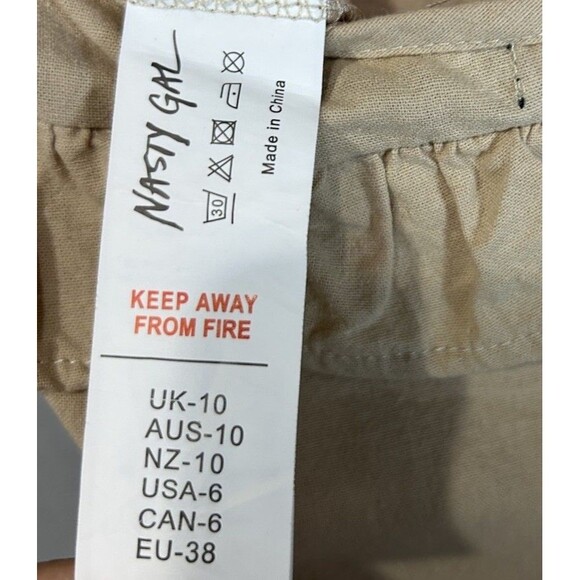 NASTY GAL
30
Made in China
KEEP AWAY
FROM FIRE
UK-10
AUS-10
NZ-10
USA-6
CAN-6
EU-38